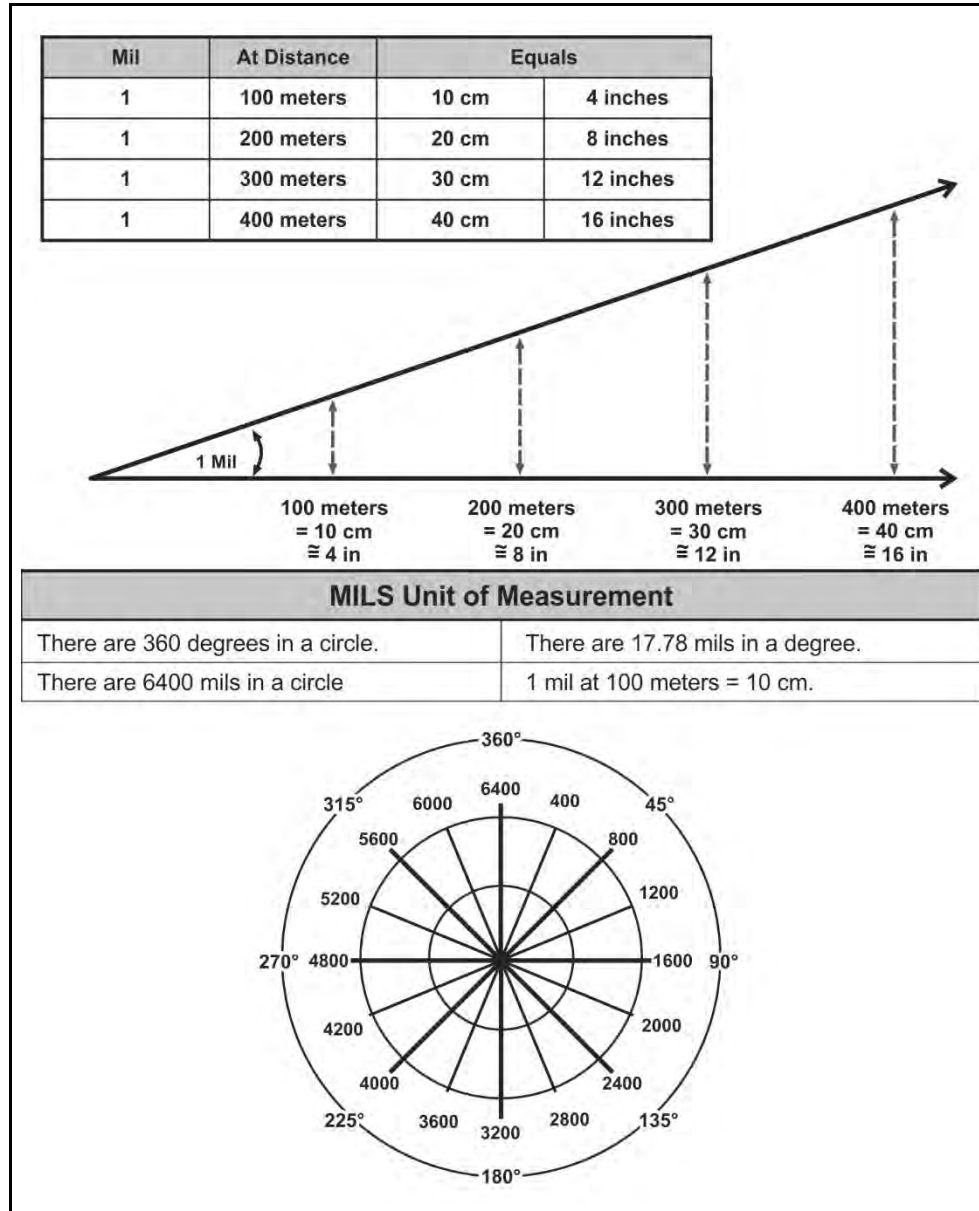 Mil At Distance Equals
1 100 meters 10 cm 4 inches
1 200 meters 20 cm 8 inches
1 300 meters 30 cm 12 inches
1 400 meters 40 cm 16 inches
1 Mil
100 meters 200 meters 300 meters 400 meters
= 10 cm = 20 cm = 30 cm = 40 cm
≅ 4 in ≅ 8 in ≅ 12 in ≅ 16 in
MILS Unit of Measurement
There are 360 degrees in a circle. There are 17.78 mils in a degree.
There are 6400 mils in a circle 1 mil at 100 meters = 10 cm.
360°
6400
315° 6000 400 45°
5600 800
5200 1200
270° 4800 1600 90°
4200 2000
4000 2400
225° 3600 2800 135°
3200
180°